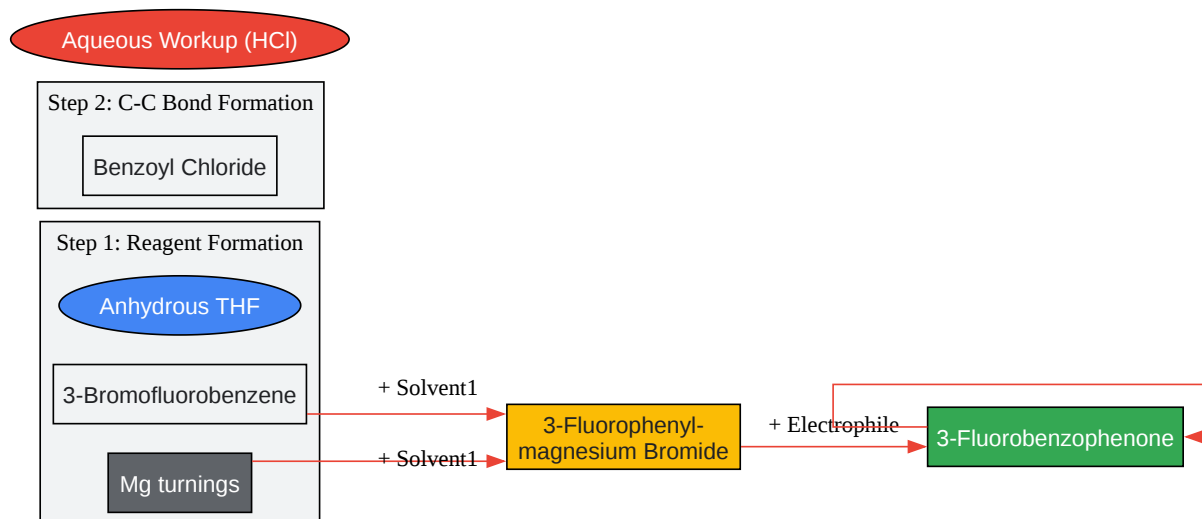 Aqueous Workup (HCl)
Step 2: C-C Bond Formation
Benzoyl Chloride
Step 1: Reagent Formation
Anhydrous THF
3-Bromofluorobenzene
Mg turnings
+ Solvent1
+ Solvent1
3-Fluorophenyl-
magnesium Bromide
+ Electrophile
3-Fluorobenzophenone